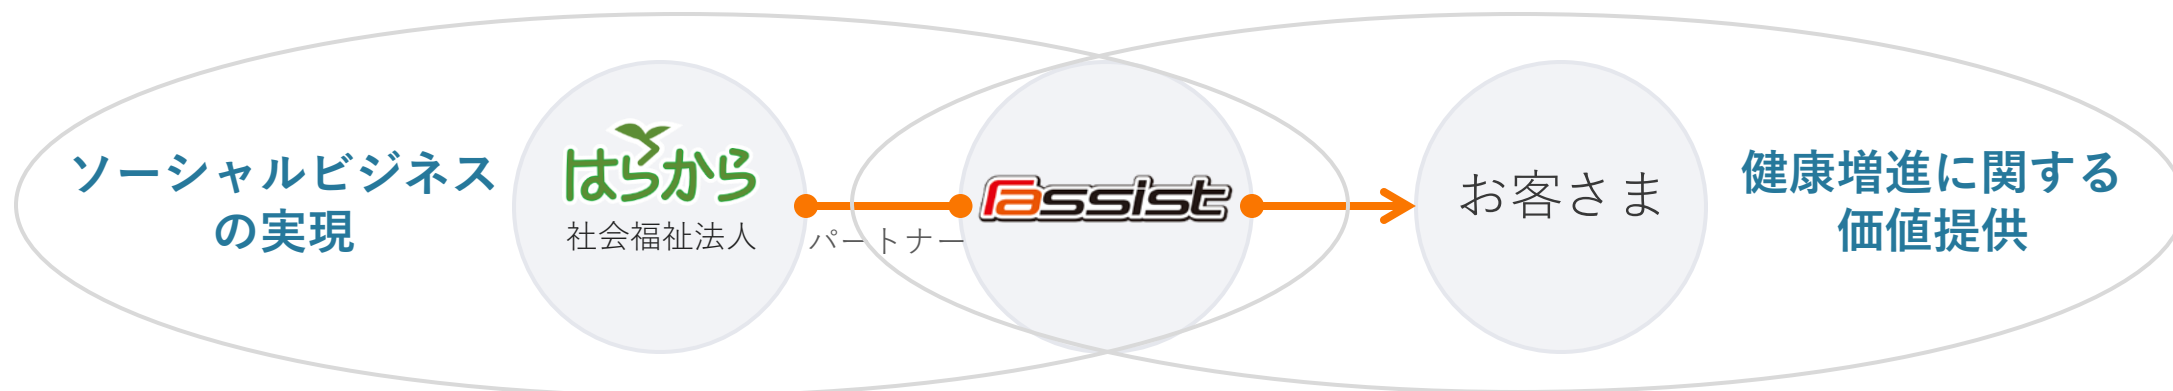 ソーシャルビジネス
の実現
はらから
社会福祉法人
パートナー
assist
お客さま
健康増進に関する
価値提供